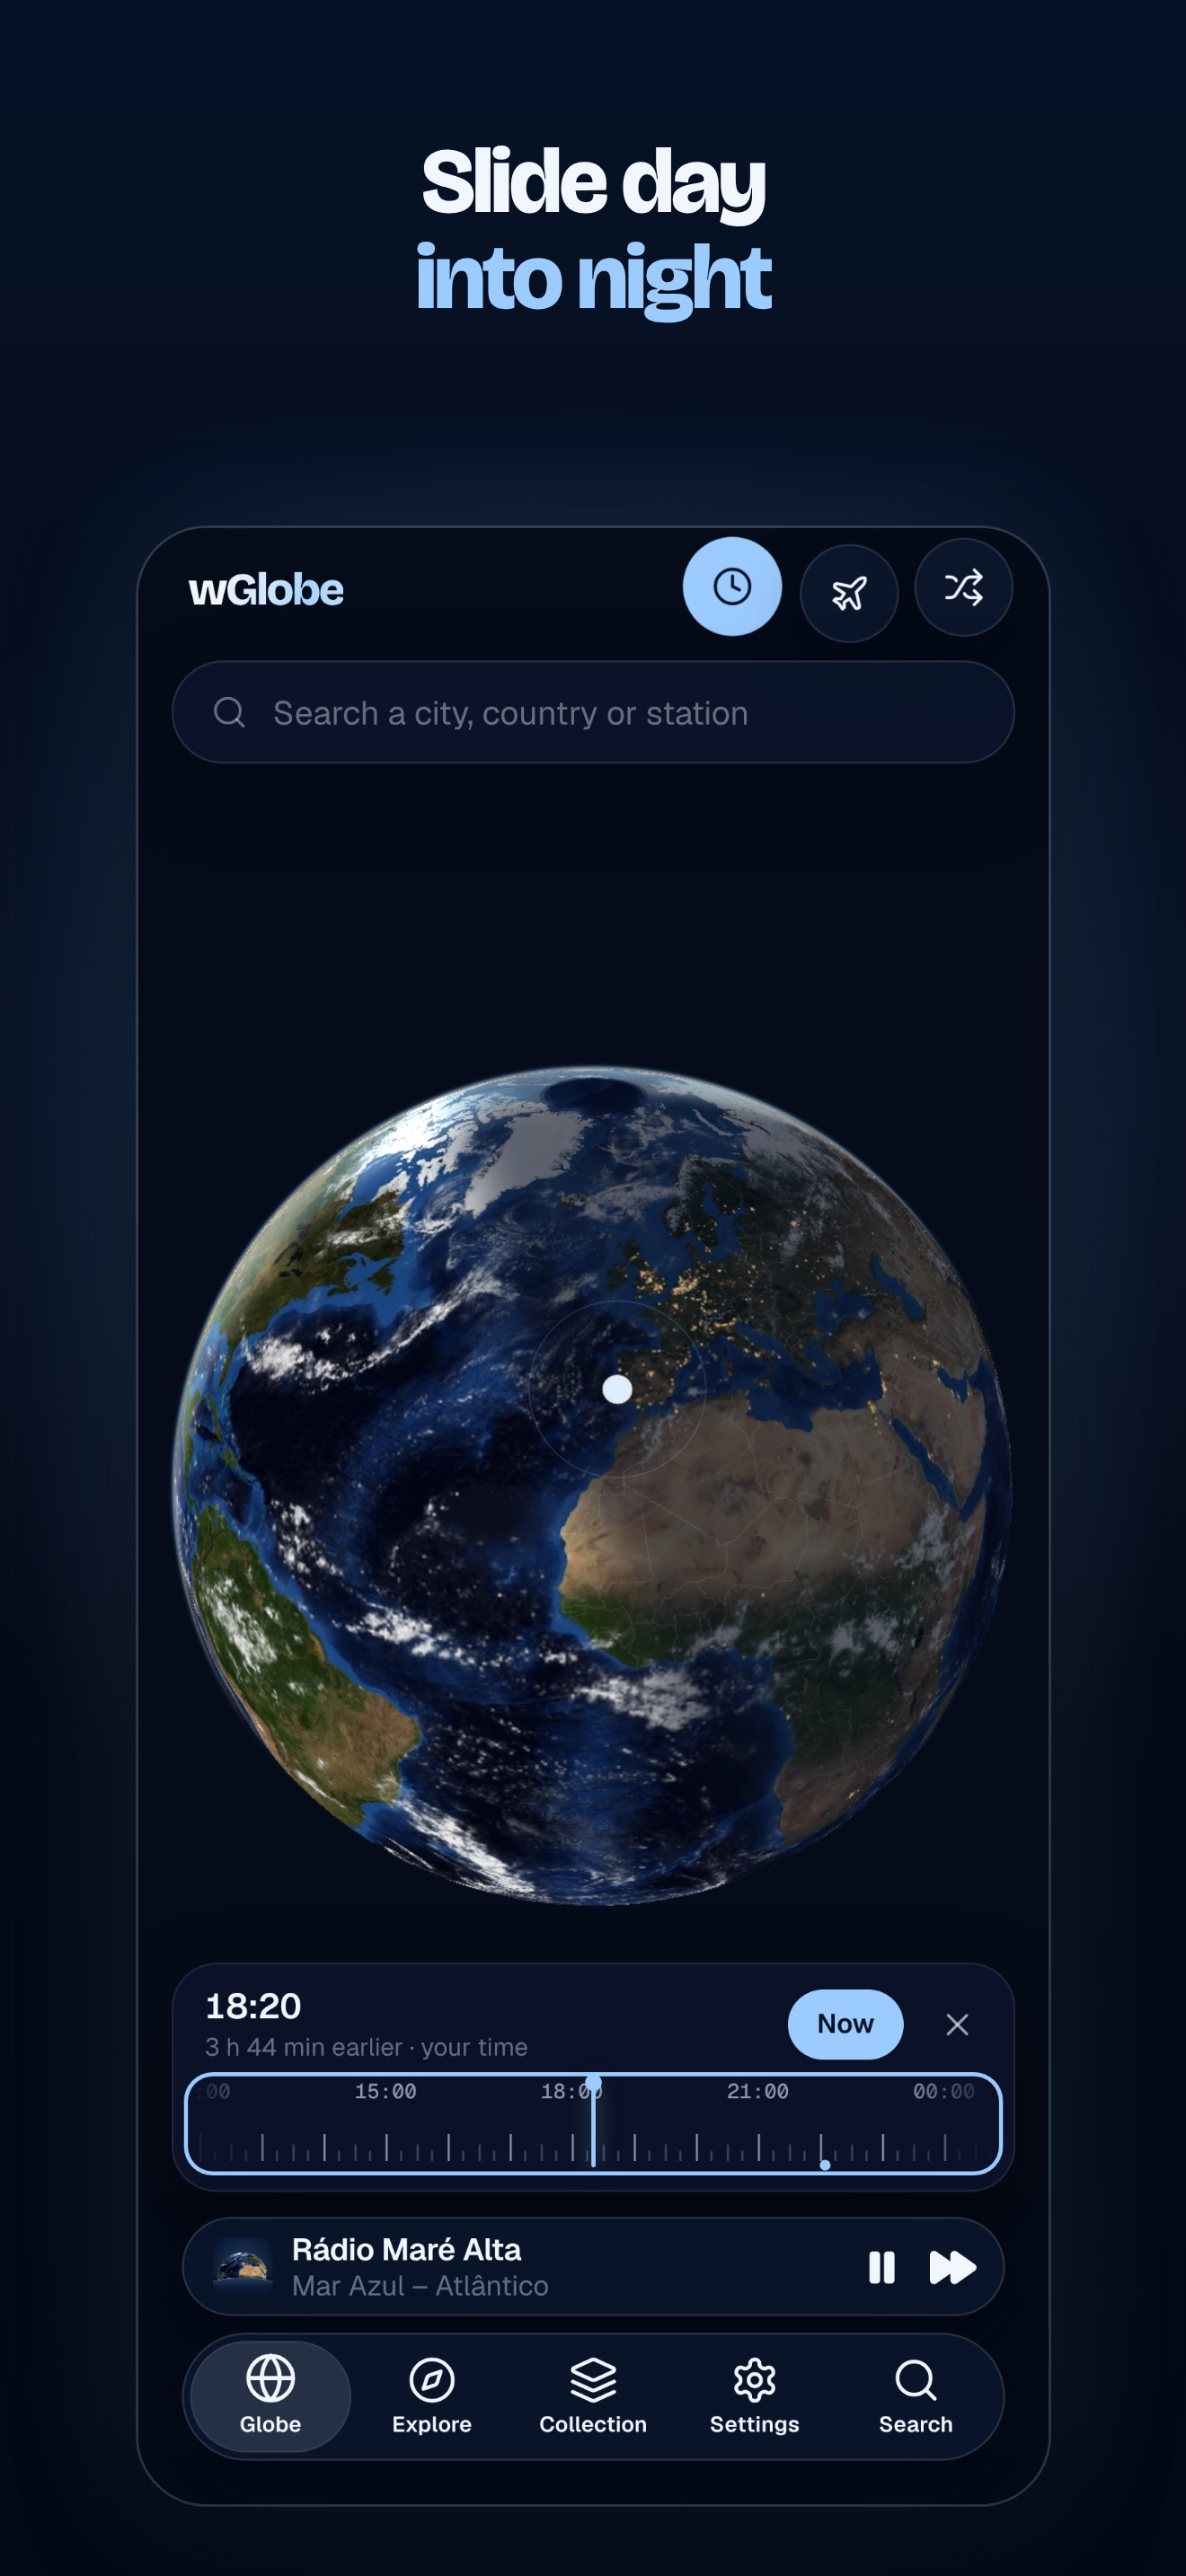 Slide day
into night
wGlobe
Search a city, country or station
18:20
3 h 44 min earlier · your time
Now
:00 15:00 18:00 21:00 00:00
Rádio Maré Alta
Mar Azul – Atlântico
Globe Explore Collection Settings Search